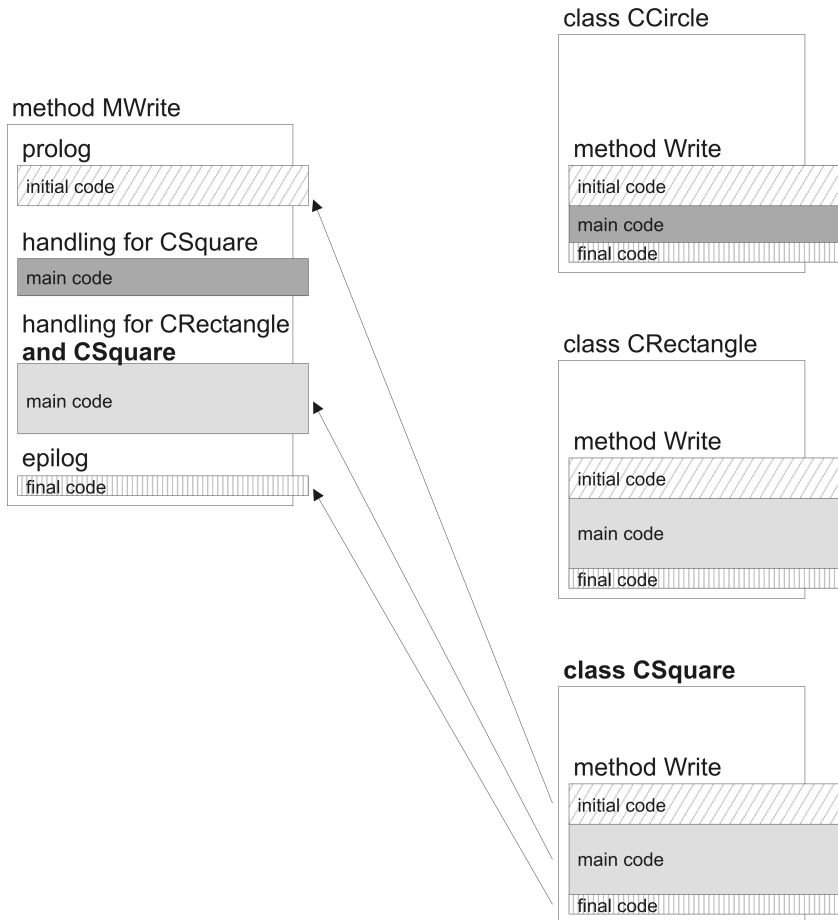 method MWrite
prolog
initial code
handling for CSquare
main code
handling for CRectangle
and CSquare
main code
epilog
final code
class CCircle
method Write
initial code
main code
final code
class CRectangle
method Write
initial code
main code
final code
class CSquare
method Write
initial code
main code
final code